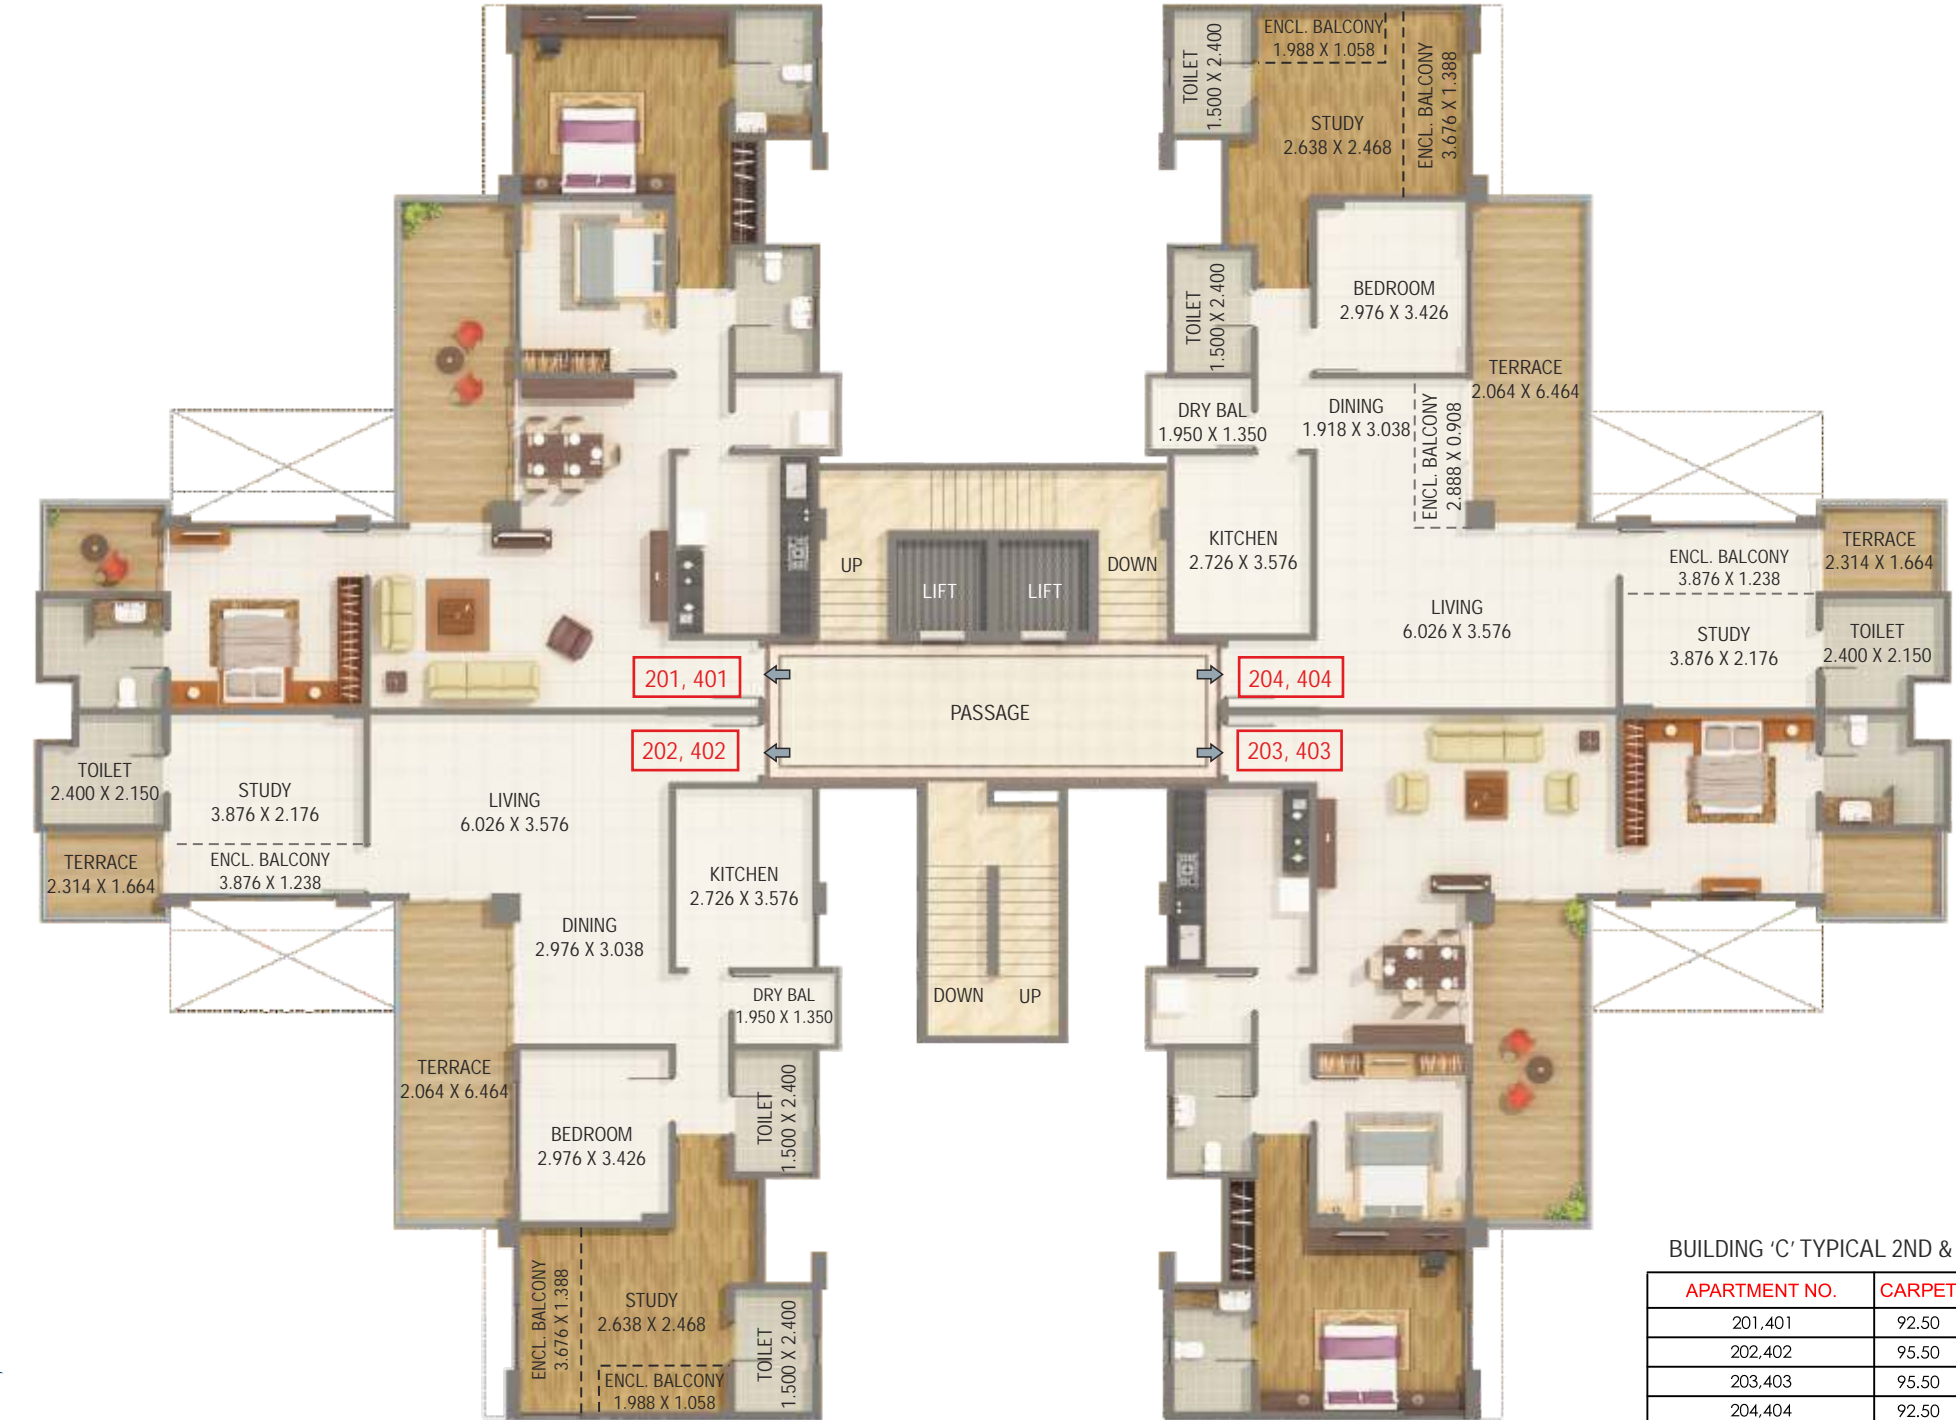 ENCL. BALCONY
1.988 X 1.058
TOILET
1.500 X 2.400
ENCL. BALCONY
3.676 X 1.388
STUDY
2.638 X 2.468
TOILET
1.500 X 2.400
BEDROOM
2.976 X 3.426
TERRACE
2.064 X 6.464
DRY BAL
1.950 X 1.350
DINING
1.918 X 3.038
ENCL. BALCONY
2.888 X 0.908
KITCHEN
2.726 X 3.576
ENCL. BALCONY
3.876 X 1.238
TERRACE
2.314 X 1.664
LIVING
6.026 X 3.576
STUDY
3.876 X 2.176
TOILET
2.400 X 2.150
UP
LIFT
LIFT
DOWN
201, 401
204, 404
PASSAGE
202, 402
203, 403
TOILET
2.400 X 2.150
STUDY
3.876 X 2.176
LIVING
6.026 X 3.576
TERRACE
2.314 X 1.664
ENCL. BALCONY
3.876 X 1.238
KITCHEN
2.726 X 3.576
DINING
2.976 X 3.038
DRY BAL
1.950 X 1.350
DOWN
UP
TERRACE
2.064 X 6.464
BEDROOM
2.976 X 3.426
TOILET
1.500 X 2.400
ENCL. BALCONY
3.676 X 1.388
STUDY
2.638 X 2.468
TOILET
1.500 X 2.400
ENCL. BALCONY
1.988 X 1.058
BUILDING ‘C’ TYPICAL 2ND &
APARTMENT NO. CARPET
201,401 92.50
202,402 95.50
203,403 95.50
204,404 92.50